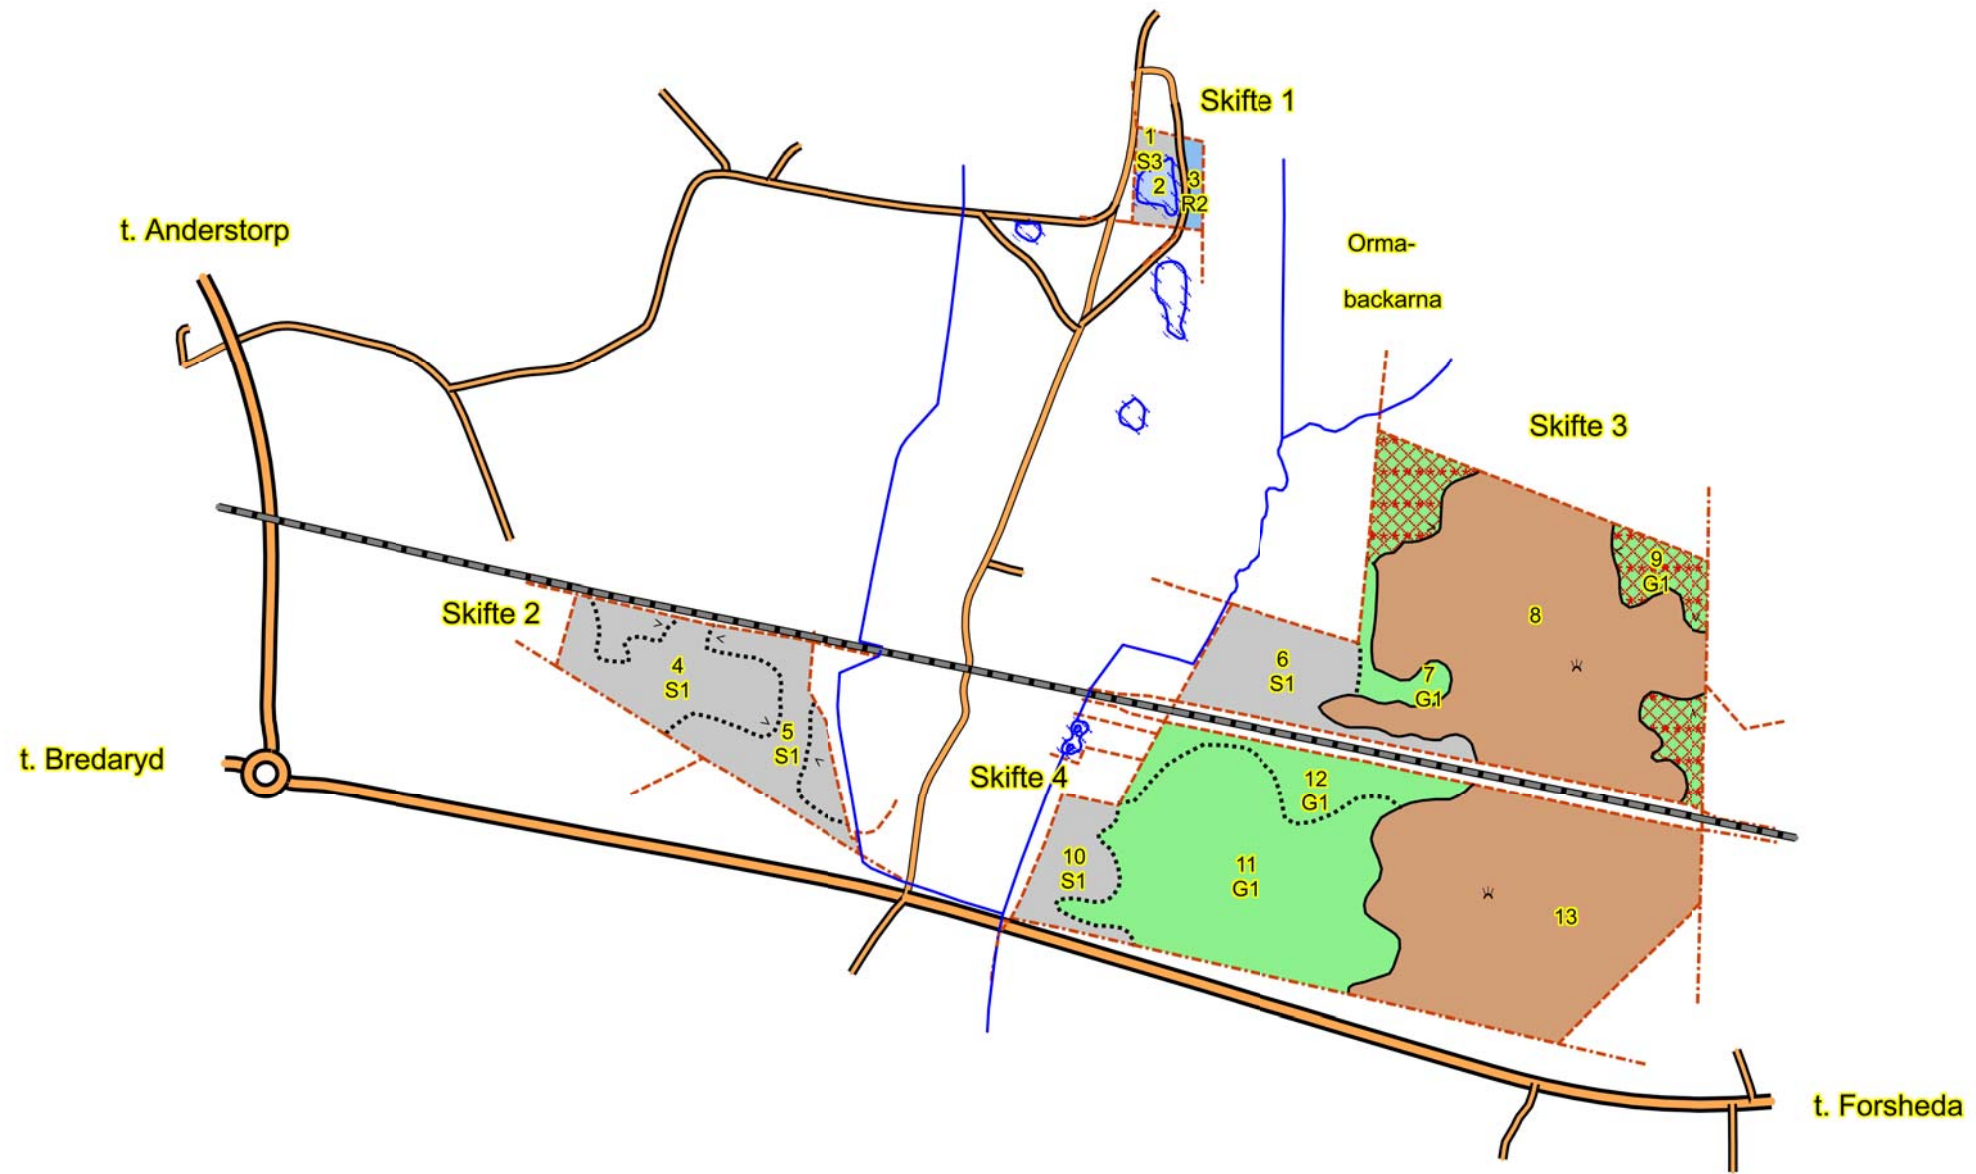 Skifte 1
1
S3
2
3
R2
t. Anderstorp
Orma-
backarna
Skifte 3
9
G1
Skifte 2
8
4
S1
6
S1
7
G1
5
S1
t. Bredaryd
Skifte 4
12
G1
10
S1
11
G1
13
t. Forsheda